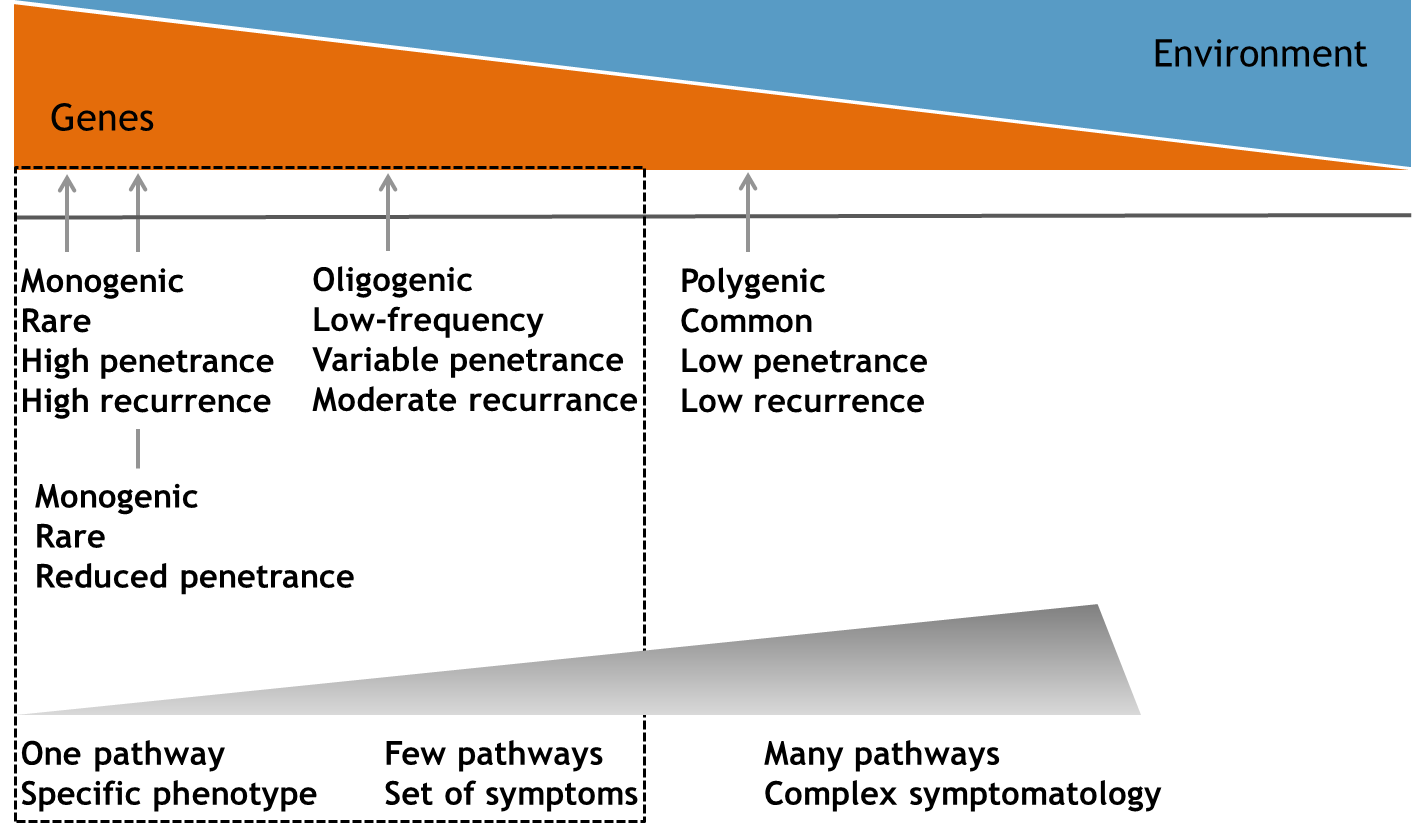 Environment
Genes
Monogenic
Rare
High penetrance
High recurrence
Oligogenic
Low-frequency
Variable penetrance
Moderate recurrance
Polygenic
Common
Low penetrance
Low recurrence
Monogenic
Rare
Reduced penetrance
One pathway
Specific phenotype
Few pathways
Set of symptoms
Many pathways
Complex symptomatology